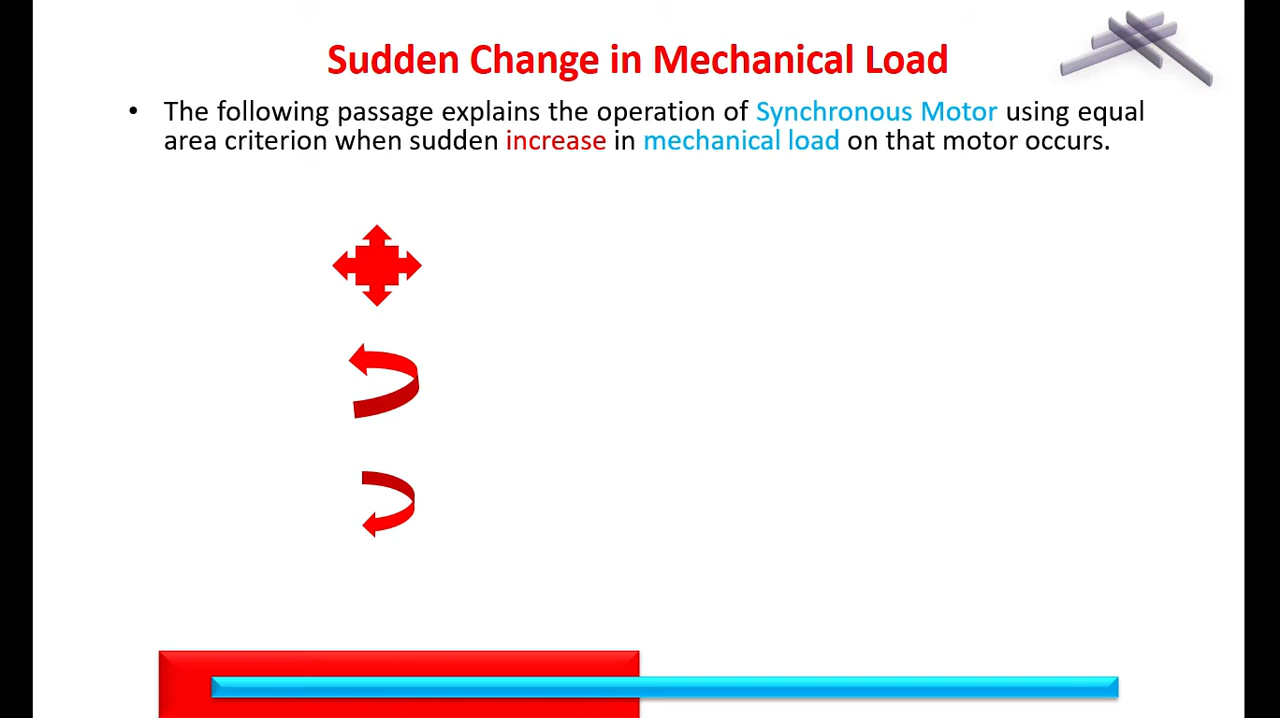 Sudden Change in Mechanical Load
• The following passage explains the operation of Synchronous Motor using equal
area criterion when sudden increase in mechanical load on that motor occurs.